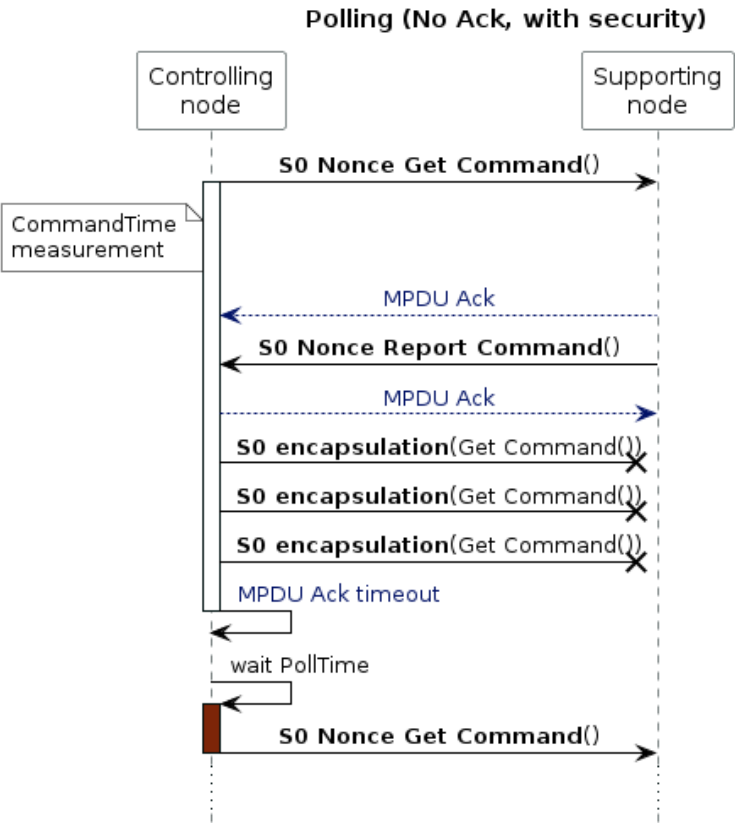 Polling (No Ack, with security)
Controlling
node
Supporting
node
S0 Nonce Get Command()
CommandTime
measurement
MPDU Ack
S0 Nonce Report Command()
MPDU Ack
S0 encapsulation(Get Command())
S0 encapsulation(Get Command())
S0 encapsulation(Get Command())
MPDU Ack timeout
wait PollTime
S0 Nonce Get Command()